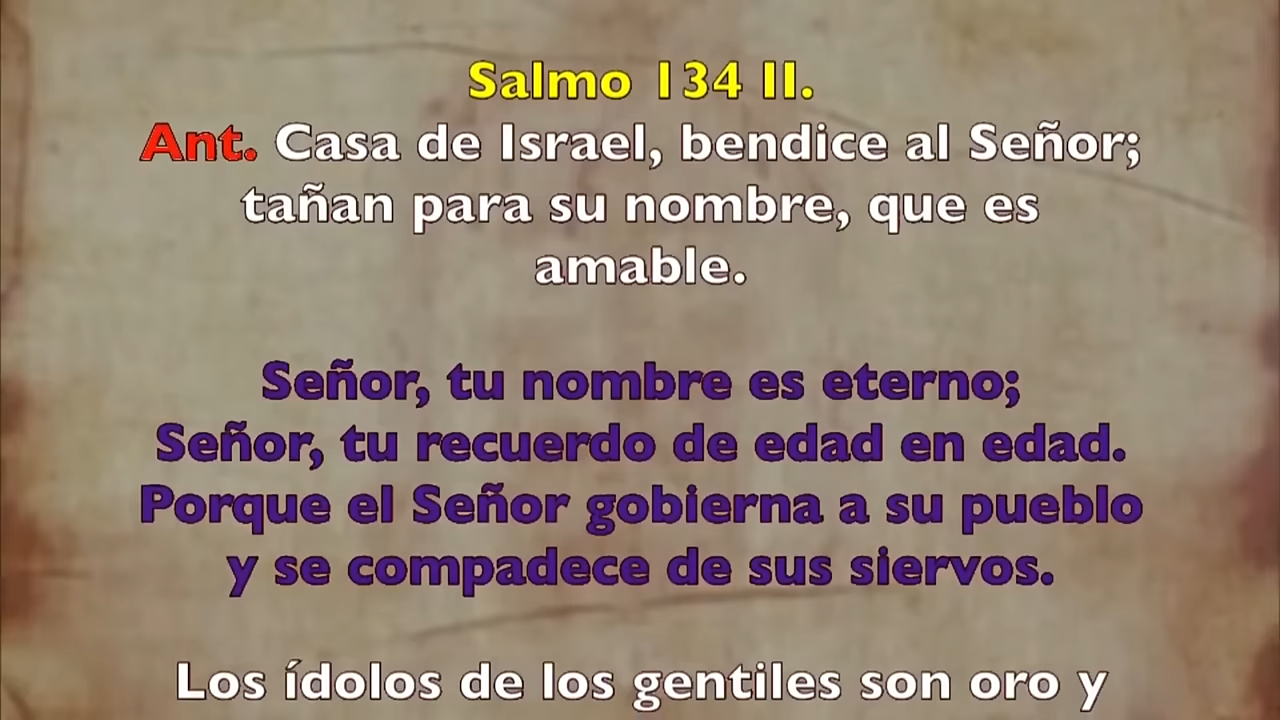 Salmo 134 II.
Ant. Casa de Israel, bendice al Señor;
tañan para su nombre, que es
amable.
Señor, tu nombre es eterno;
Señor, tu recuerdo de edad en edad.
Porque el Señor gobierna a su pueblo
y se compadece de sus siervos.
Los ídolos de los gentiles son oro y